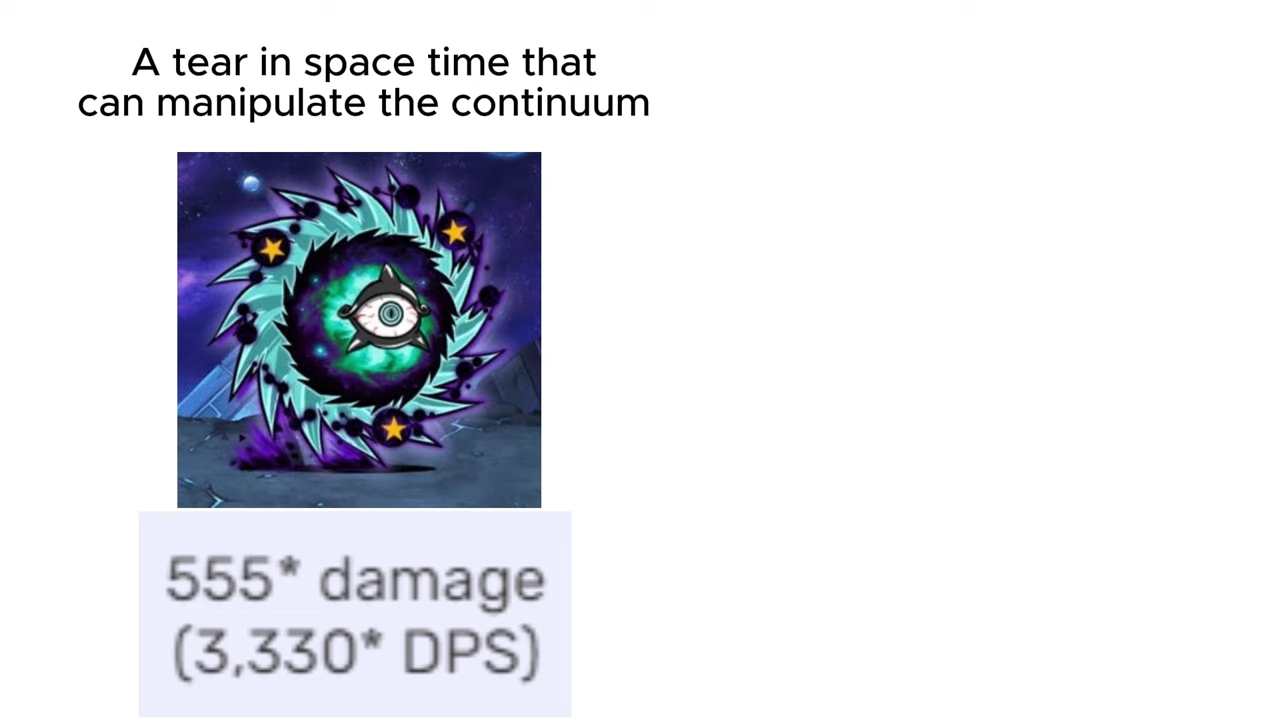 A tear in space time that
can manipulate the continuum
555* damage
(3,330* DPS)